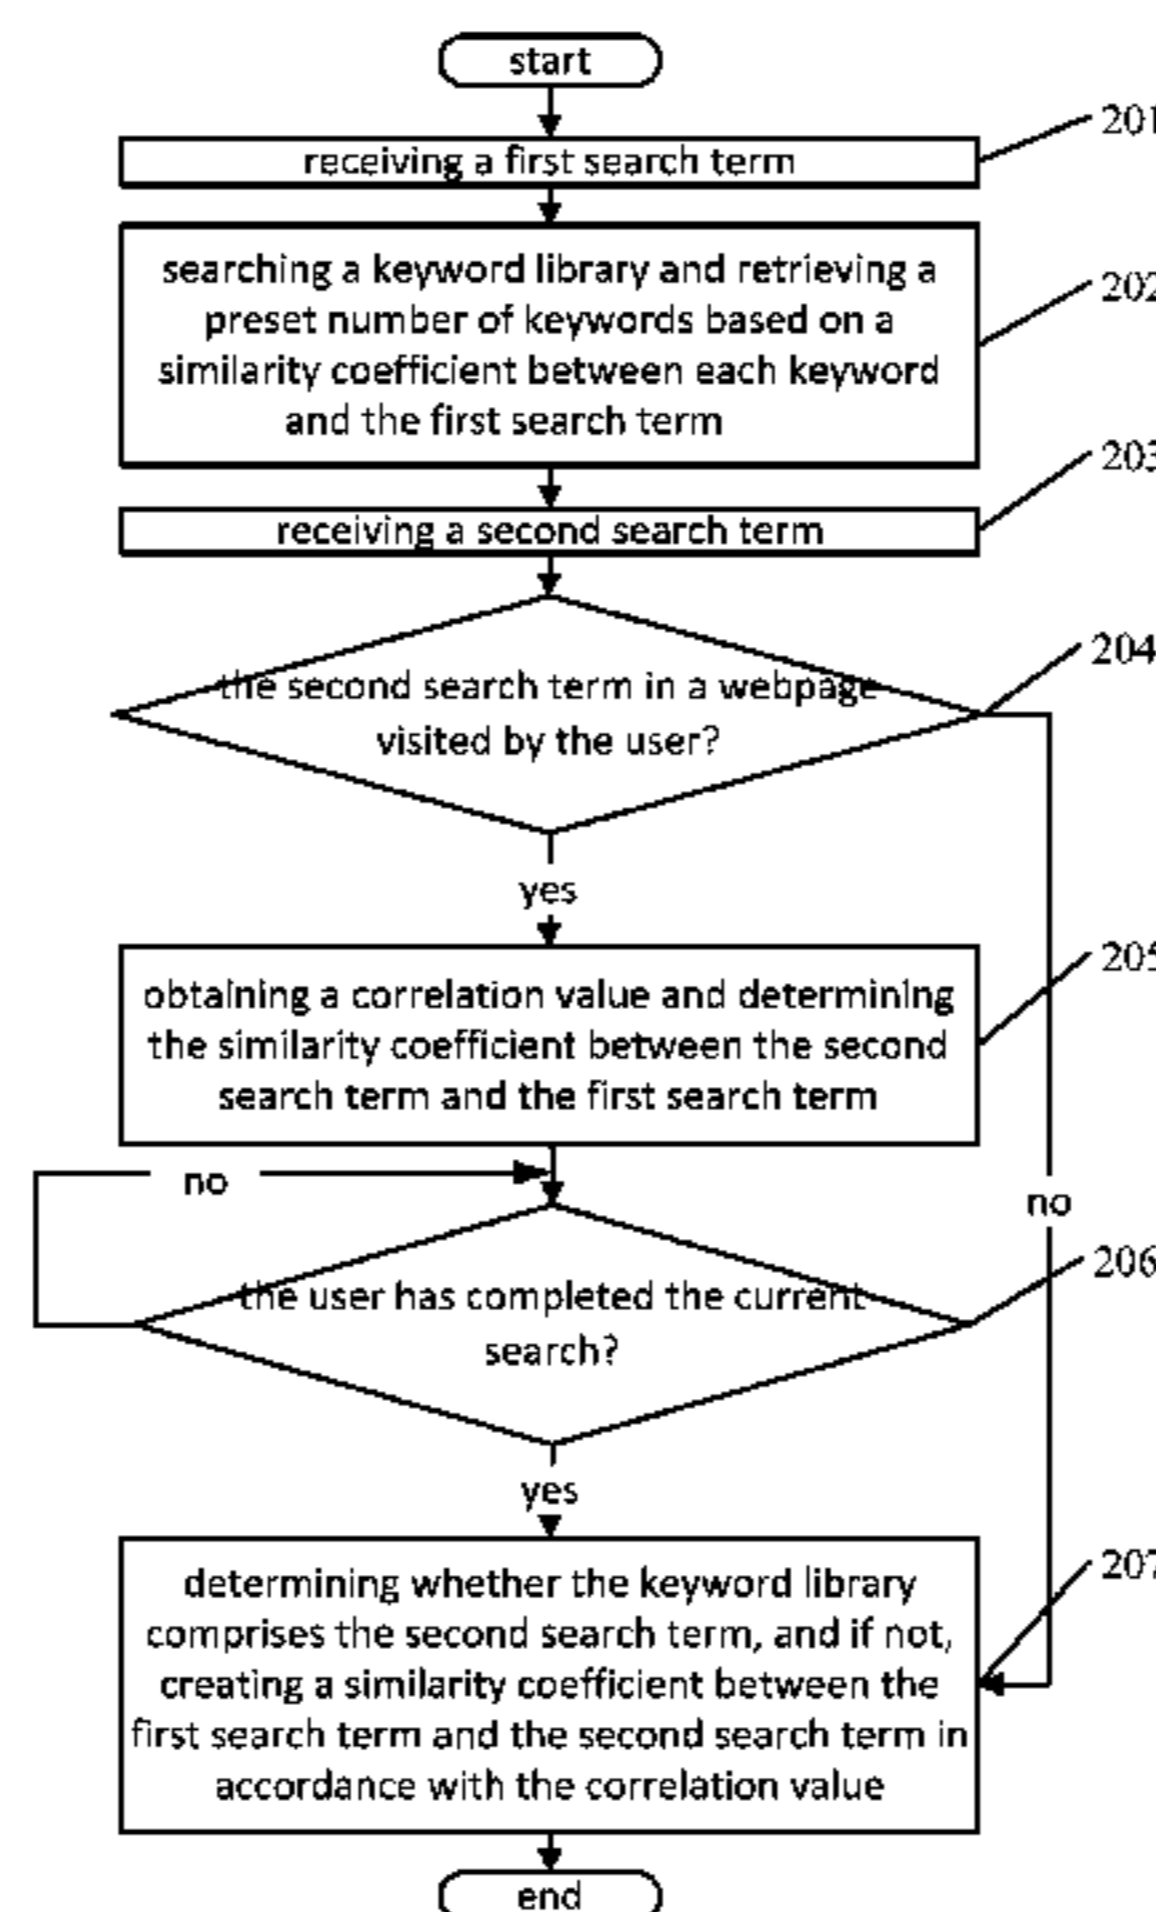 start
201
receiving a first search term
searching a keyword library and retrieving a
preset number of keywords based on a
similarity coefficient between each keyword
and the first search term
202
203
receiving a second search term
204
the second search term in a webpage
visited by the user?
yes
205
obtaining a correlation value and determining
the similarity coefficient between the second
search term and the first search term
no
no
206
the user has completed the current
search?
yes
207
determining whether the keyword library
comprises the second search term, and if not,
creating a similarity coefficient between the
first search term and the second search term in
accordance with the correlation value
end